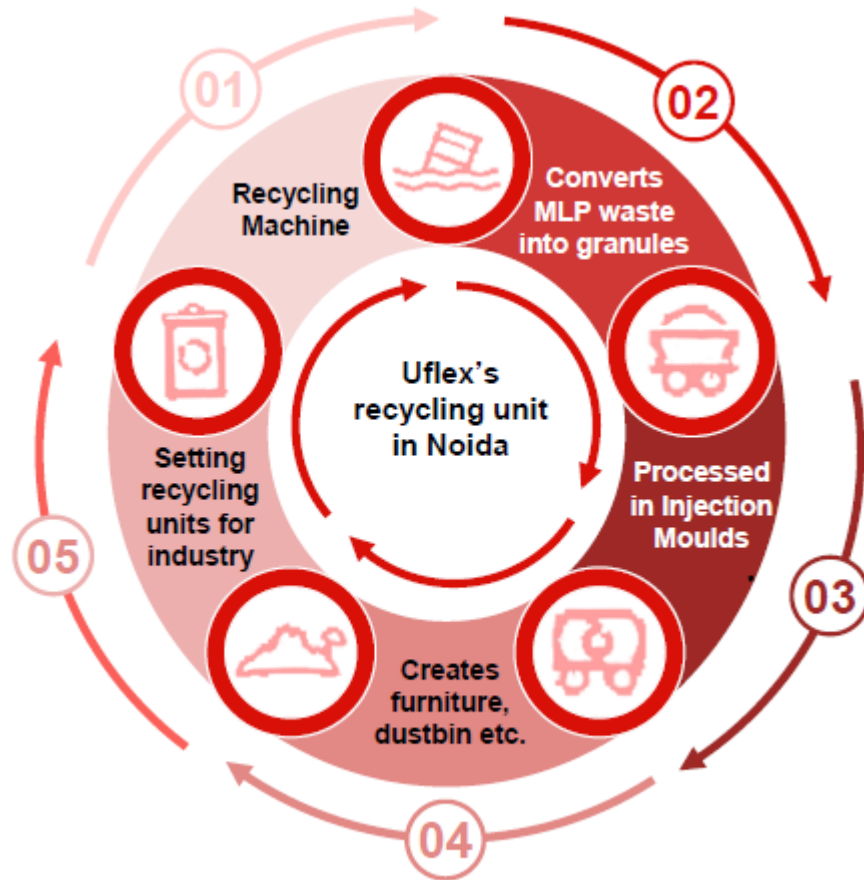 01
Recycling
Machine
02
Converts
MLP waste
into granules
03
Processed
in Injection
Moulds
04
Creates
furniture,
dustbin etc.
05
Setting
recycling
units for
industry
Uflex’s
recycling unit
in Noida